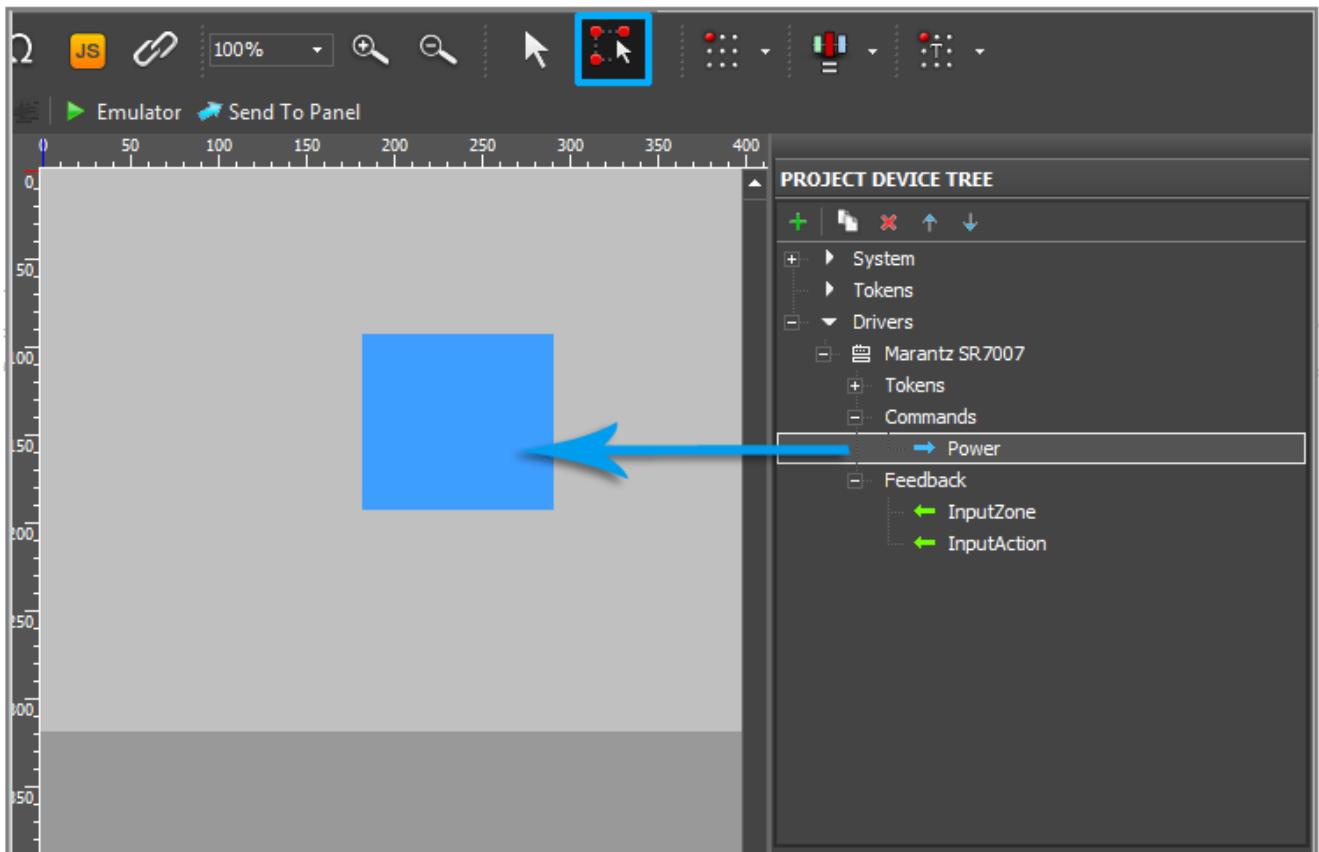 Ω JS 100% T
Emulator Send To Panel
0 50 100 150 200 250 300 350 400
PROJECT DEVICE TREE
0
System
50
Tokens
Drivers
100
Marantz SR7007
Tokens
Commands
150
Power
Feedback
InputZone
200
InputAction
250
300
350